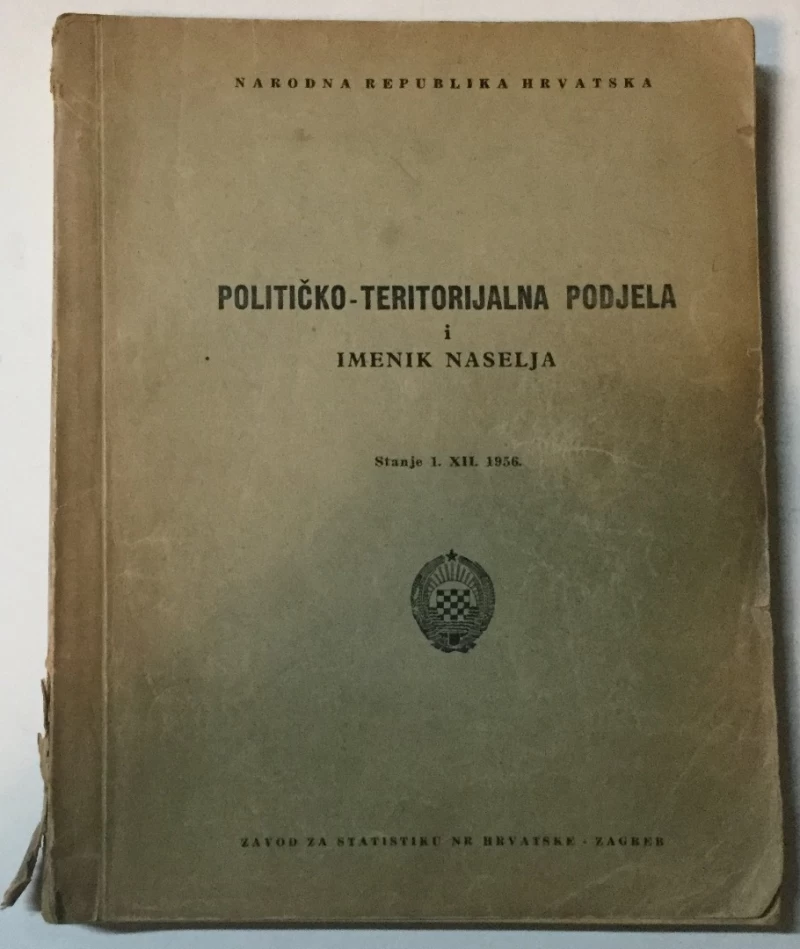 NARODNA REPUBLIKA HRVATSKA
POLITIČKO-TERITORIJALNA PODJELA
i
IMENIK NASELJA
Stanje 1. XII. 1956.
ZAVOD ZA STATISTIKU NR HRVATSKE - ZAGREB